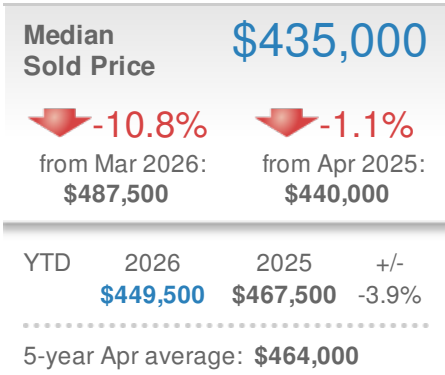 Median
Sold Price
$435,000
-10.8%
from Mar 2026:
$487,500
-1.1%
from Apr 2025:
$440,000
YTD 2026 2025 +/-
$449,500 $467,500 -3.9%
5-year Apr average: $464,000